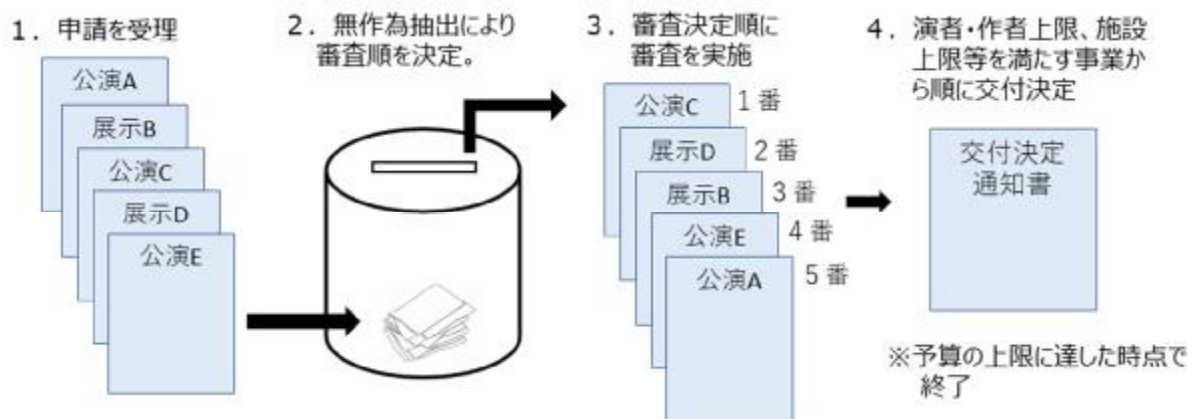 1．申請を受理
公演A
展示B
公演C
展示D
公演E
2．無作為抽出により
審査順を決定。
3．審査決定順に
審査を実施
公演C
1番
展示D
2番
展示B
3番
公演E
4番
公演A
5番
4．演者・作者上限、施設
上限等を満たす事業か
ら順に交付決定
交付決定
通知書
※予算の上限に達した時点で
終了